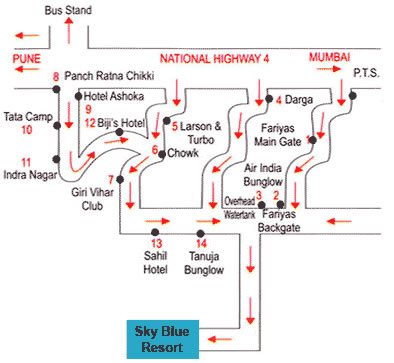 Bus Stand
PUNE
NATIONAL HIGHWAY 4
MUMBAI
8
Panch Ratna Chikki
P.T.S.
Hotel Ashoka
9
4
Darga
Tata Camp
10
12 Biji's Hotel
5
Larson &
Turbo
Fariyas
Main Gate
1
6
Chowk
11
Indra Nagar
Air India
Bunglow
7
Giri Vihar
Club
Overhead
Watertank
3
2
Fariyas
Backgate
13
Sahil
Hotel
14
Tanuja
Bunglow
Sky Blue
Resort